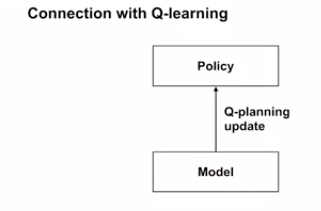 Connection with Q-learning
Policy
Q-planning
update
Model